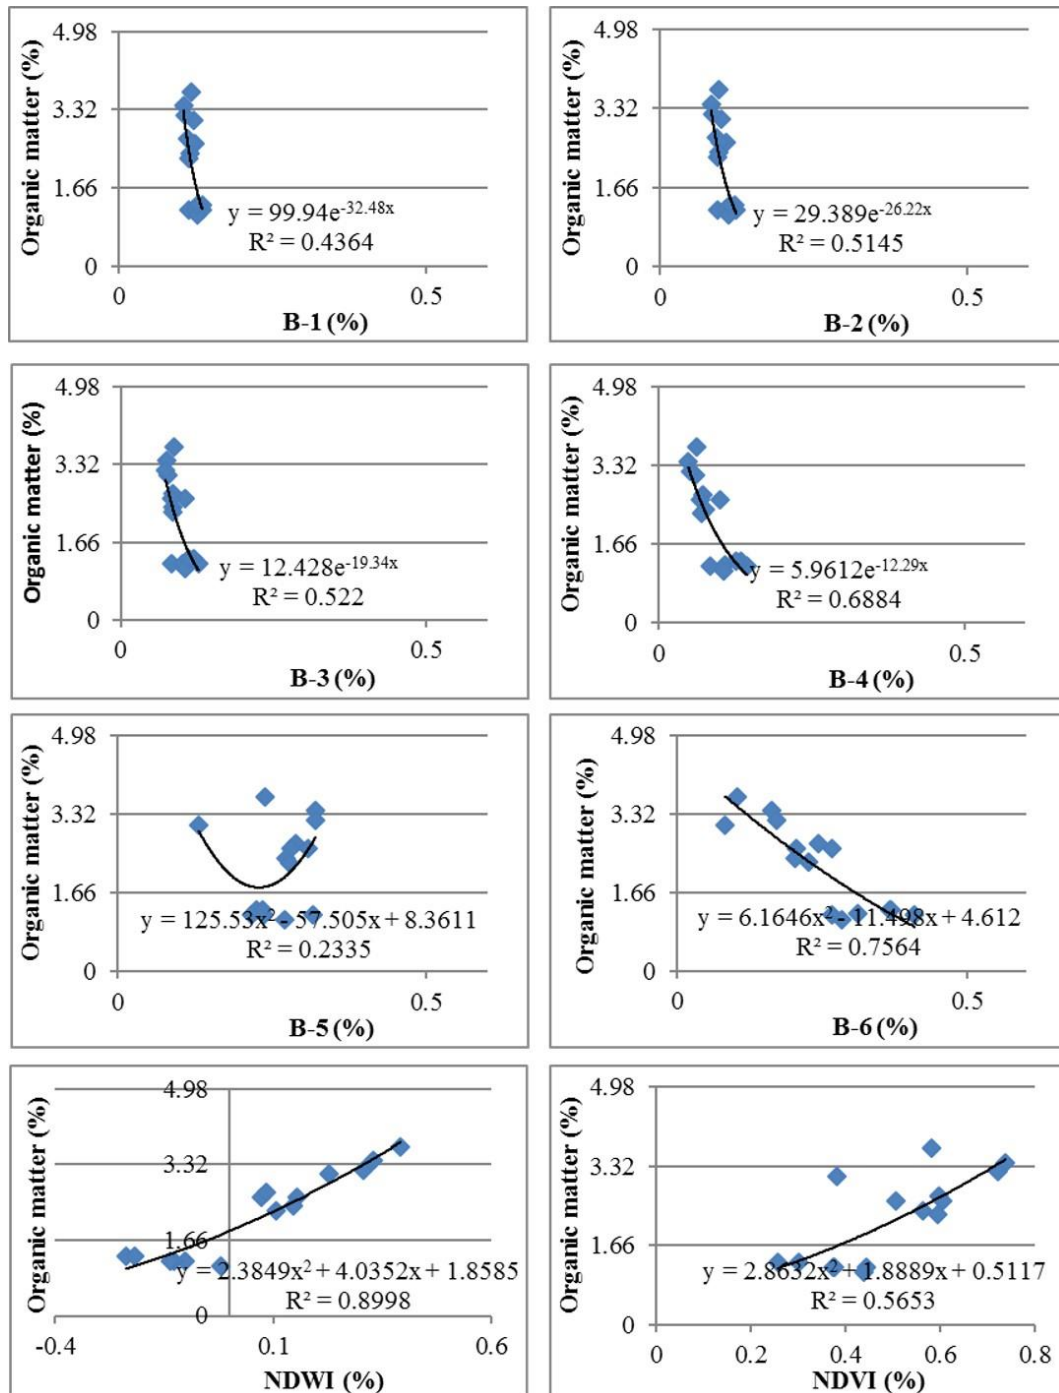 Organic matter (%)
4.98
3.32
1.66
0
y = 99.94e^-32.48x
R² = 0.4364
0
0.5
B-1 (%)
Organic matter (%)
4.98
3.32
1.66
0
y = 29.389e^-26.22x
R² = 0.5145
0
0.5
B-2 (%)
Organic matter (%)
4.98
3.32
1.66
0
y = 12.428e^-19.34x
R² = 0.522
0
0.5
B-3 (%)
Organic matter (%)
4.98
3.32
1.66
0
y = 5.9612e^-12.29x
R² = 0.6884
0
0.5
B-4 (%)
Organic matter (%)
4.98
3.32
1.66
0
y = 125.53x² - 57.505x + 8.3611
R² = 0.2335
0
0.5
B-5 (%)
Organic matter (%)
4.98
3.32
1.66
0
y = 6.1646x² - 11.498x + 4.612
R² = 0.7564
0
0.5
B-6 (%)
Organic matter (%)
4.98
3.32
1.66
0
y = 2.3849x² + 4.0352x + 1.8585
R² = 0.8998
-0.4
0.1
0.6
NDWI (%)
Organic matter (%)
4.98
3.32
1.66
0
y = 2.8632x² + 1.8889x + 0.5117
R² = 0.5653
0
0.2
0.4
0.6
0.8
NDVI (%)